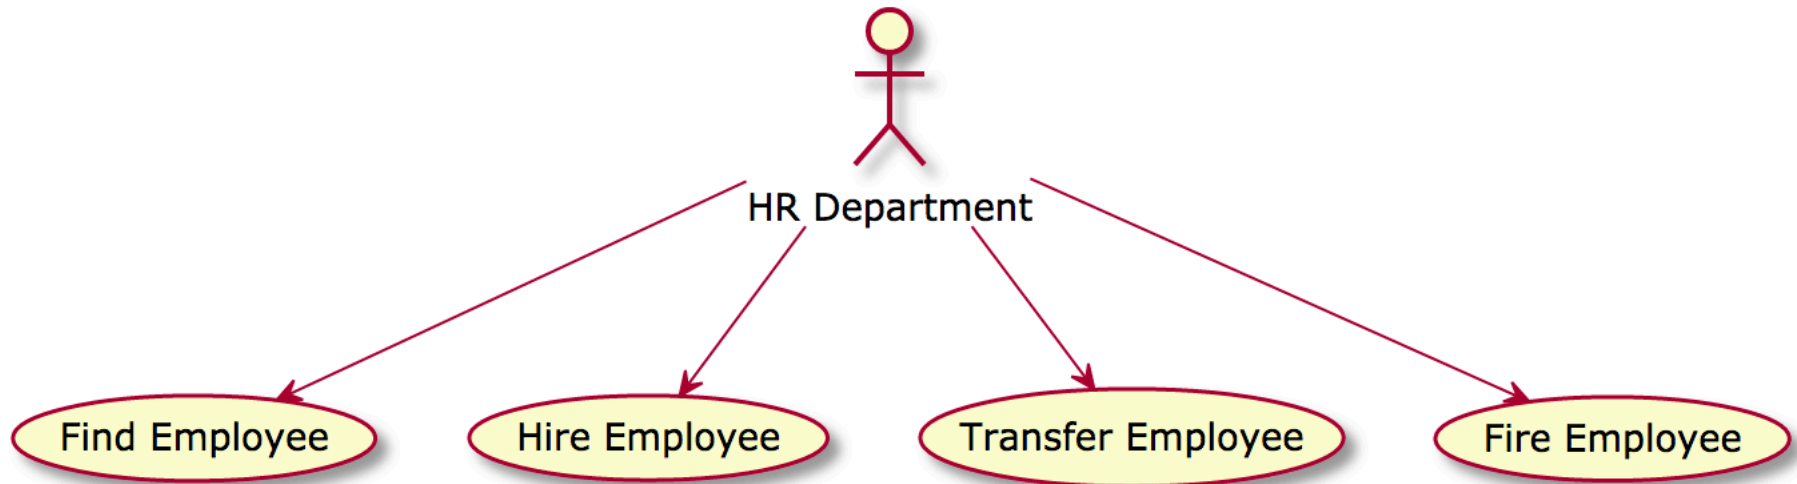 HR Department
Find Employee
Hire Employee
Transfer Employee
Fire Employee